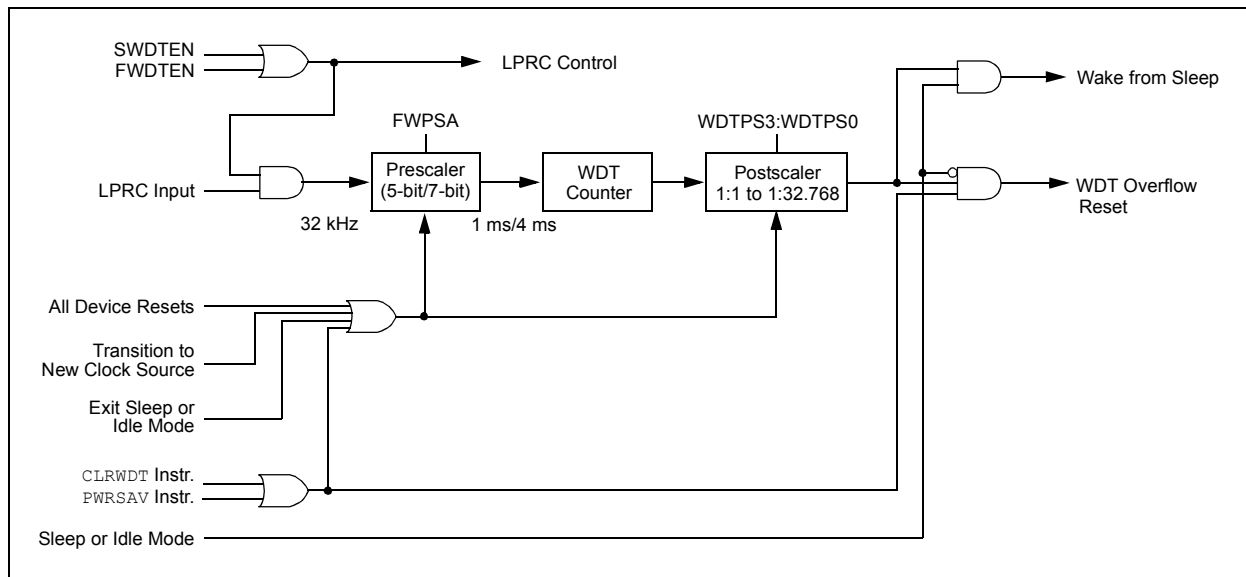 SWDTEN
FWDTEN
LPRC Control
Wake from Sleep
FWPSA
WDTPS3:WDTPS0
LPRC Input
Prescaler
(5-bit/7-bit)
WDT
Counter
Postscaler
1:1 to 1:32.768
WDT Overflow
Reset
32 kHz
1 ms/4 ms
All Device Resets
Transition to
New Clock Source
Exit Sleep or
Idle Mode
CLRWDT Instr.
PWRSAV Instr.
Sleep or Idle Mode